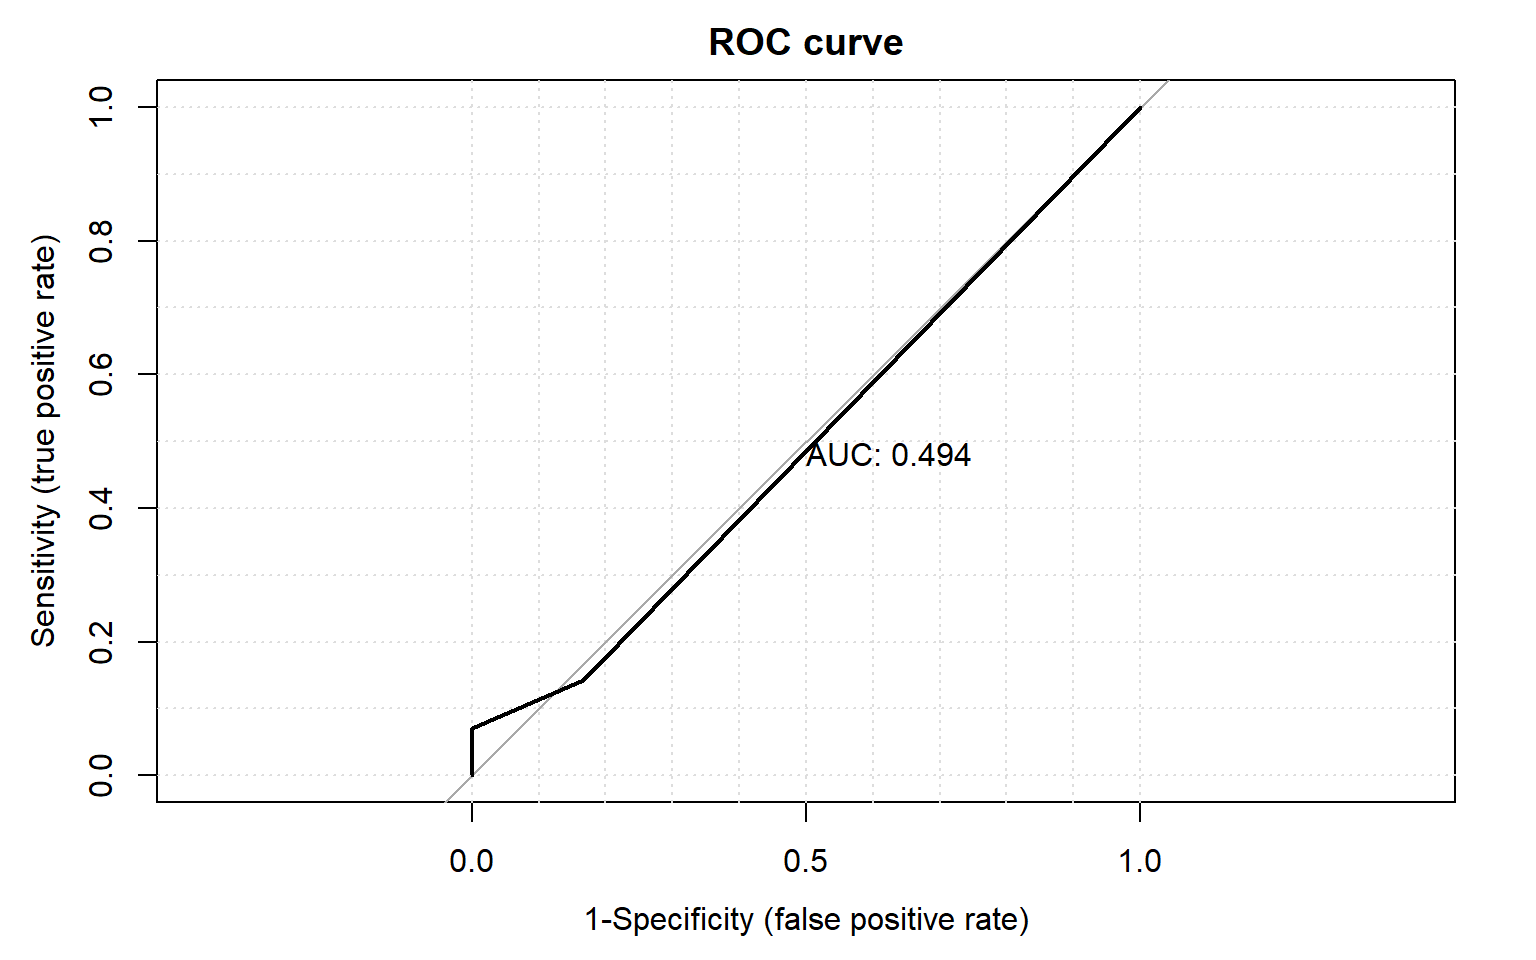 ROC curve
Sensitivity (true positive rate)
1.0
0.8
0.6
0.4
0.2
0.0
AUC: 0.494
0.0 0.5 1.0
1-Specificity (false positive rate)